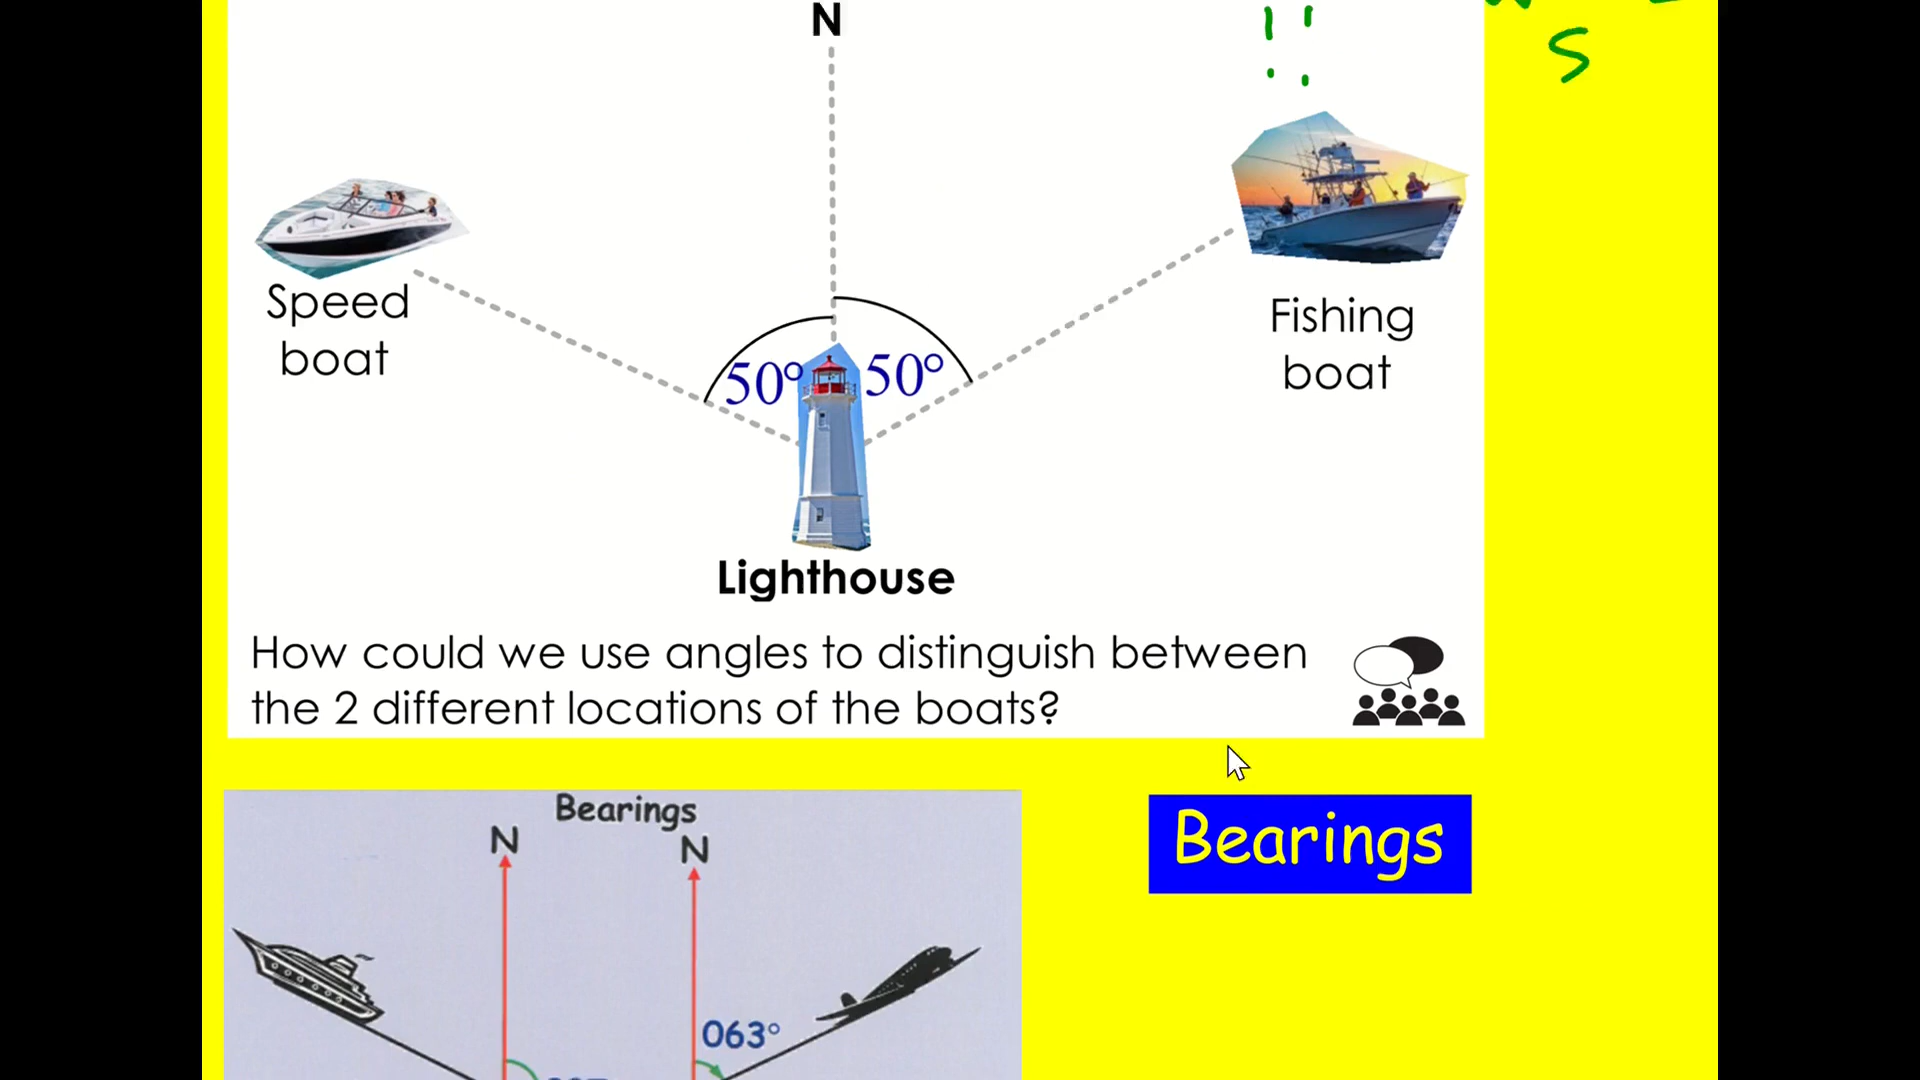 N
!!
S
Speed
boat
Fishing
boat
50° 50°
Lighthouse
How could we use angles to distinguish between
the 2 different locations of the boats?
Bearings
Bearings
N
N
063°